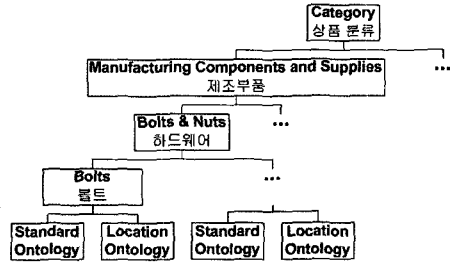 Category
상품 분류
Manufacturing Components and Supplies
제조부품
...
Bolts & Nuts
하드웨어
...
Bolts
볼트
...
Standard Ontology
Location Ontology
Standard Ontology
Location Ontology